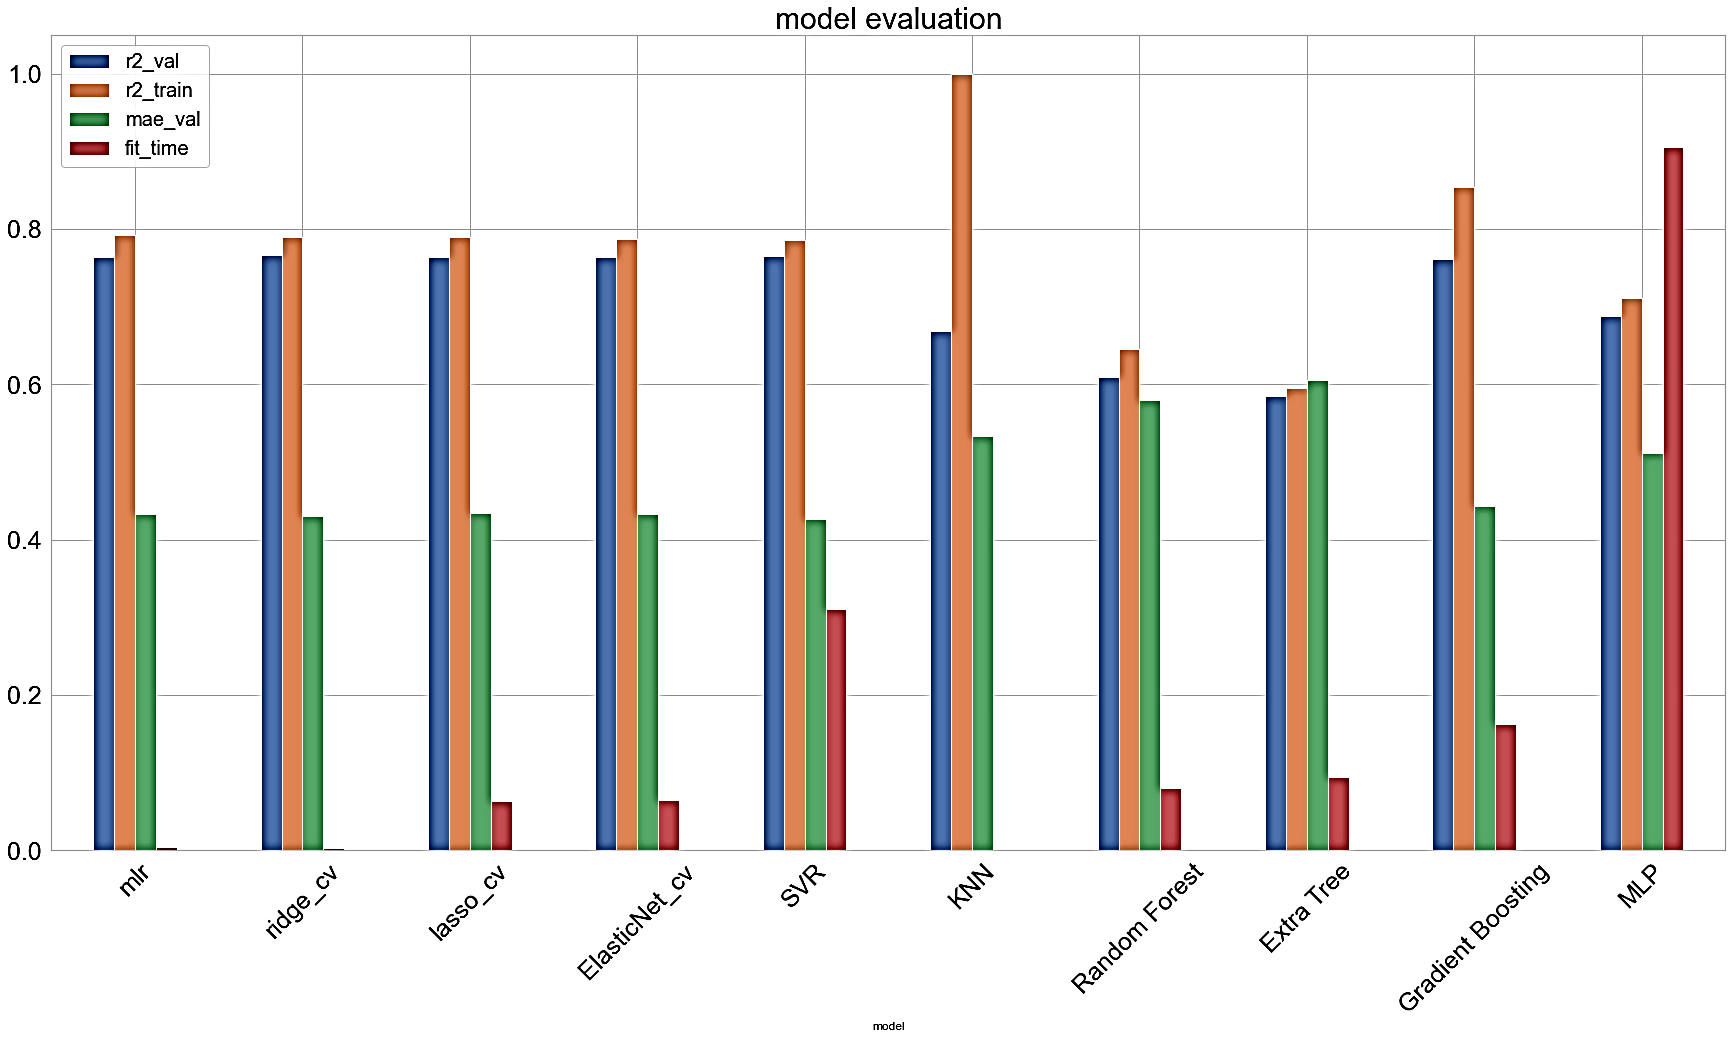 model evaluation
r2_val
r2_train
mae_val
fit_time
1.0
0.8
0.6
0.4
0.2
0.0
mlr
ridge_cv
lasso_cv
ElasticNet_cv
SVR
KNN
Random Forest
Extra Tree
Gradient Boosting
MLP
model